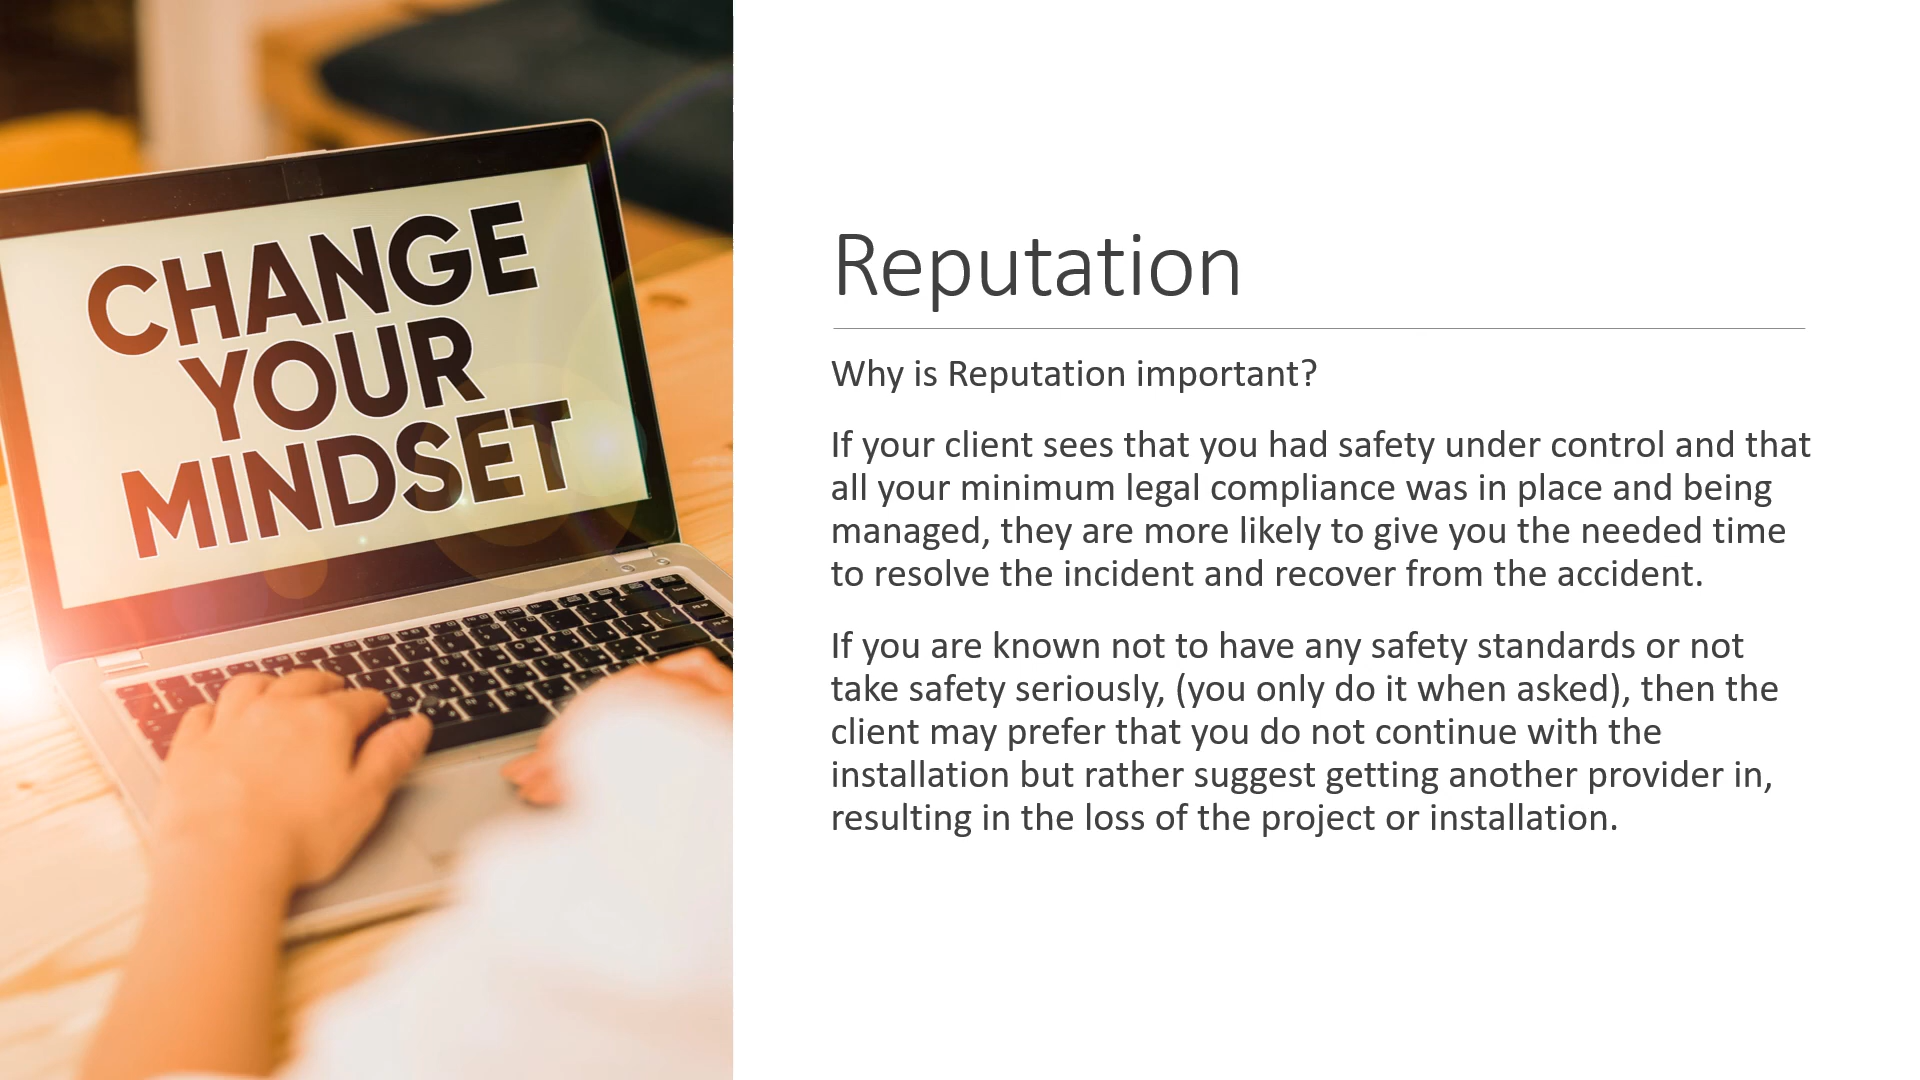 CHANGE
YOUR
MINDSET
Reputation
Why is Reputation important?
If your client sees that you had safety under control and that
all your minimum legal compliance was in place and being
managed, they are more likely to give you the needed time
to resolve the incident and recover from the accident.
If you are known not to have any safety standards or not
take safety seriously, (you only do it when asked), then the
client may prefer that you do not continue with the
installation but rather suggest getting another provider in,
resulting in the loss of the project or installation.